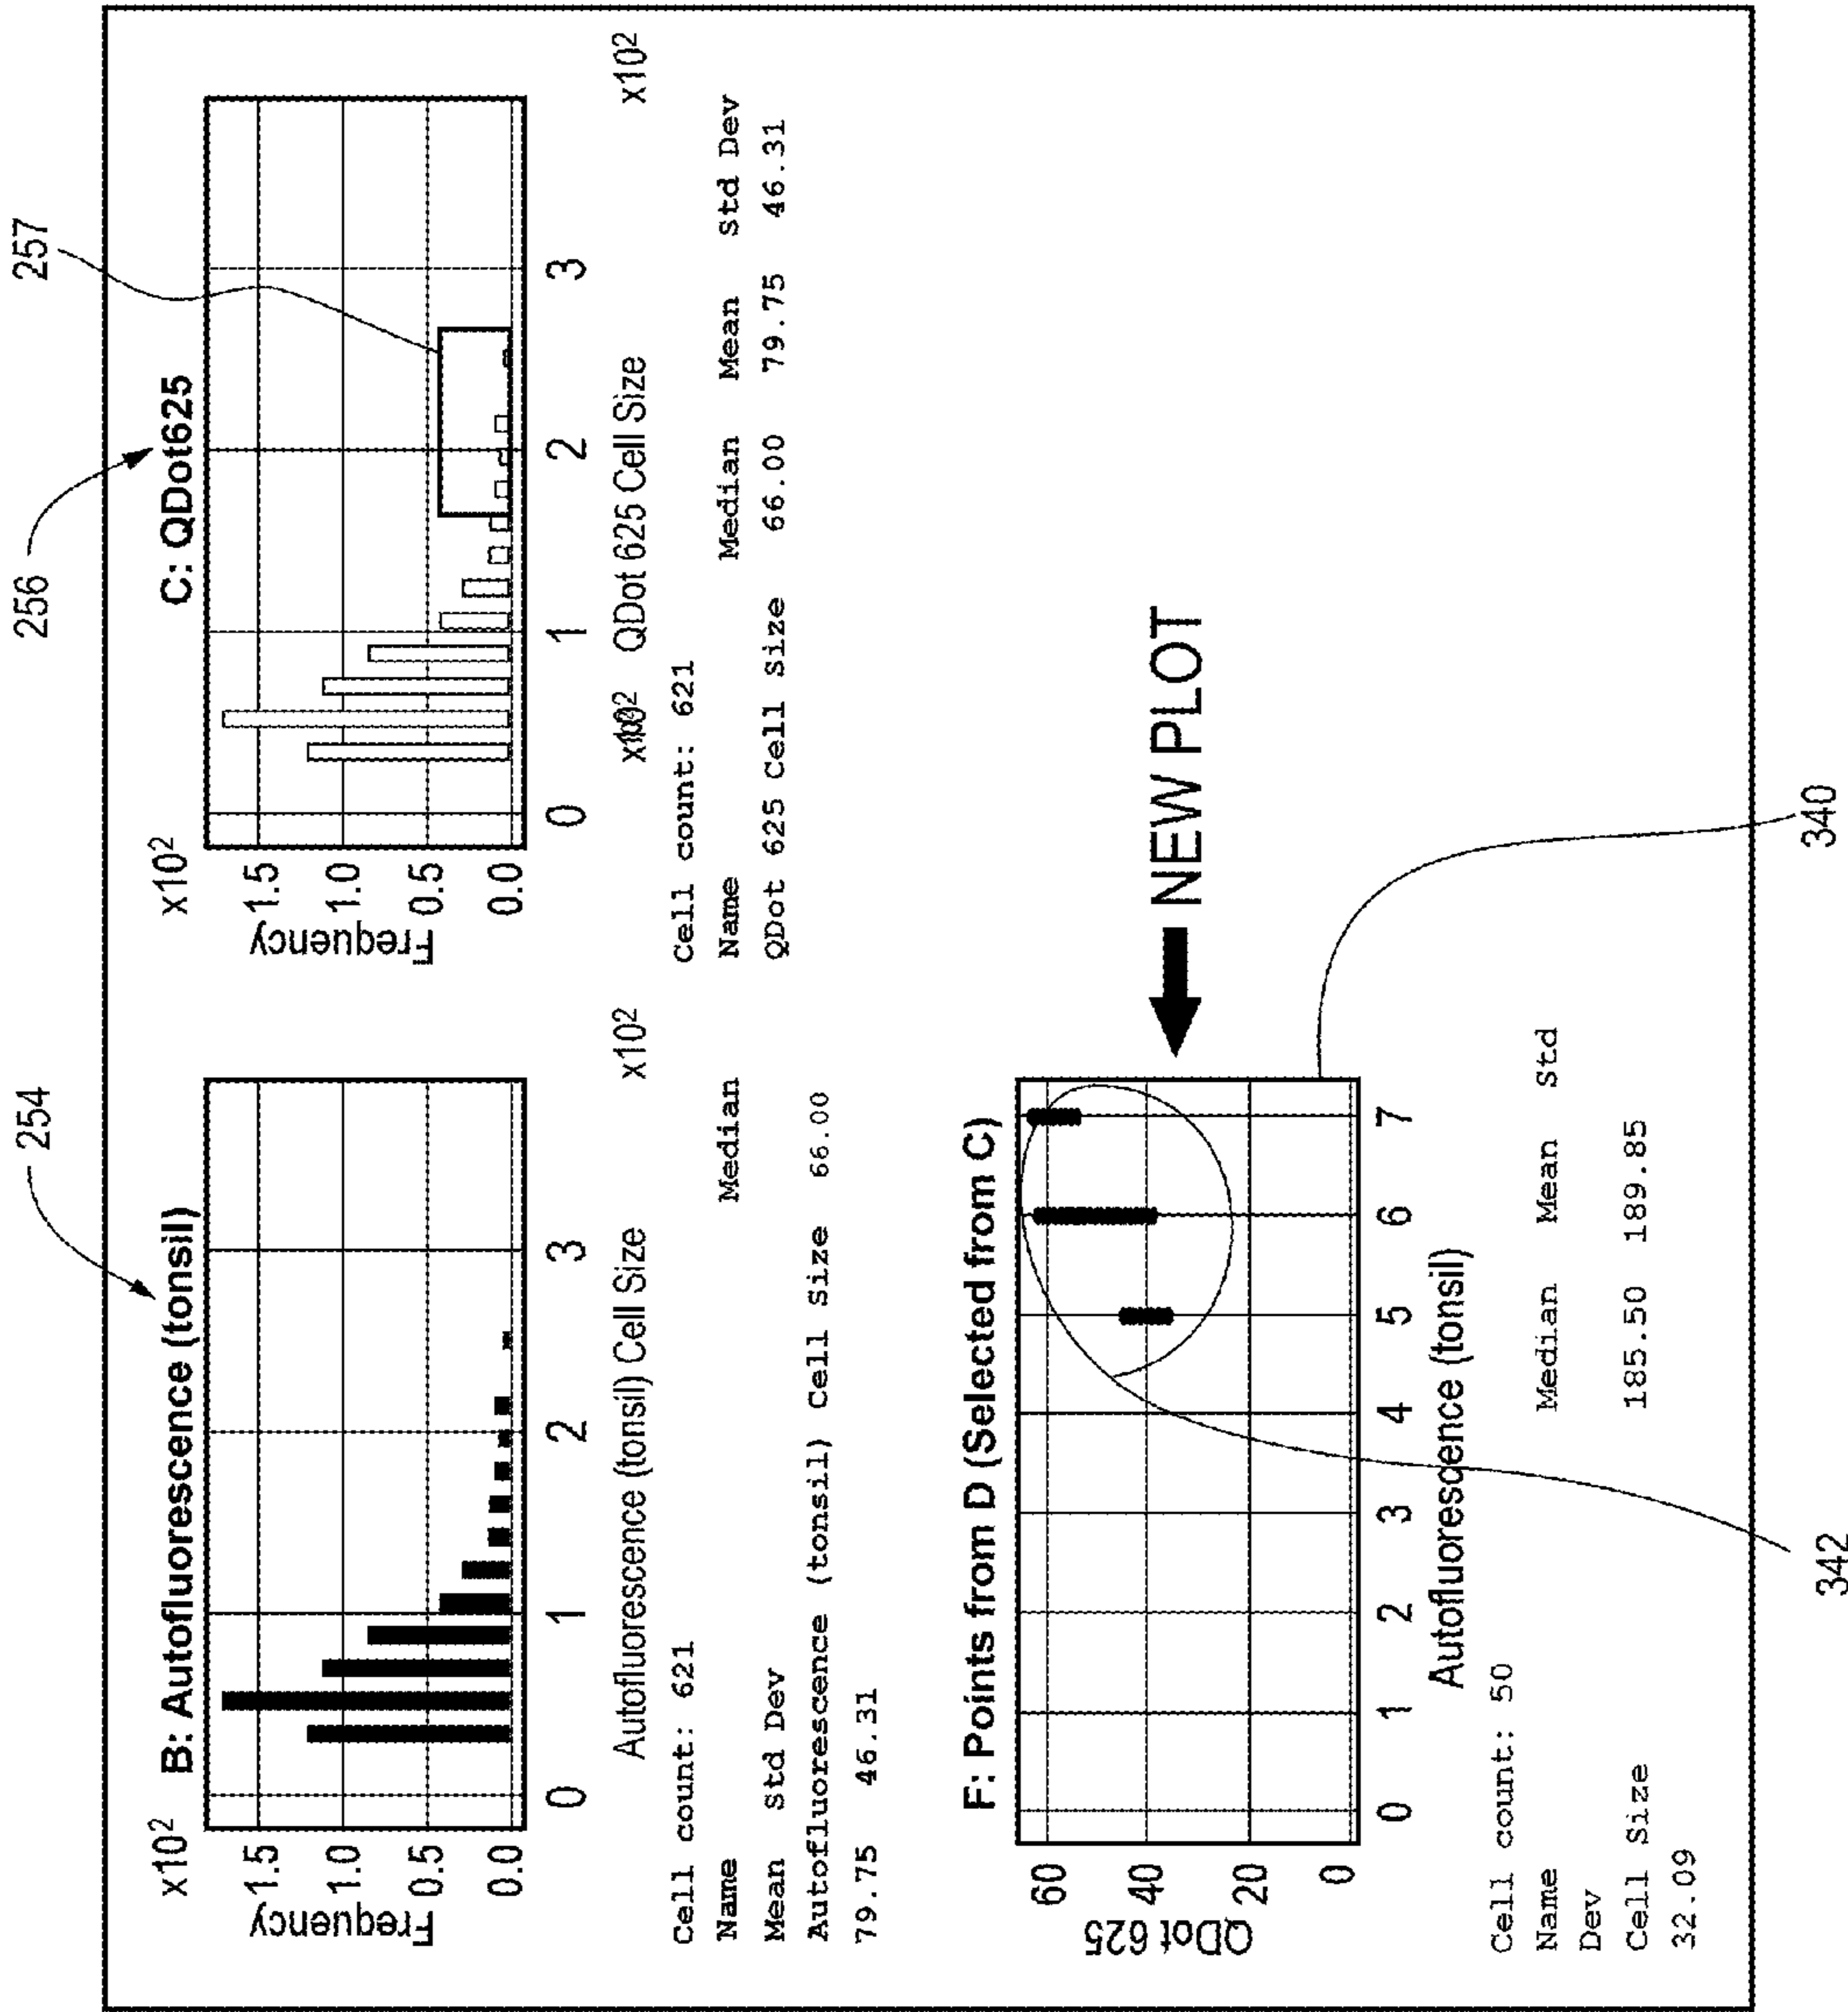 254
256
257
B: Autofluorescence (tonsil)
x10²
Frequency
1.5
1.0
0.5
0.0
0 1 2 3
x10²
Autofluorescence (tonsil) Cell Size
Cell count: 621
Name Median
Mean Std Dev
Autofluorescence (tonsil) Cell Size 66.00
79.75 46.31
C: QDot625
x10²
Frequency
1.5
1.0
0.5
0.0
0 1 2 3
QDot 625 Cell Size x10²
Cell count: 621
Name Median Mean Std Dev
QDot 625 Cell Size 66.00 79.75 46.31
F: Points from D (Selected from C)
QDot 625
60
40
20
0
0 1 2 3 4 5 6 7
Autofluorescence (tonsil)
NEW PLOT
Cell count: 50
Name Median Mean Std
Dev
Cell Size 185.50 189.85
32.09
342
340